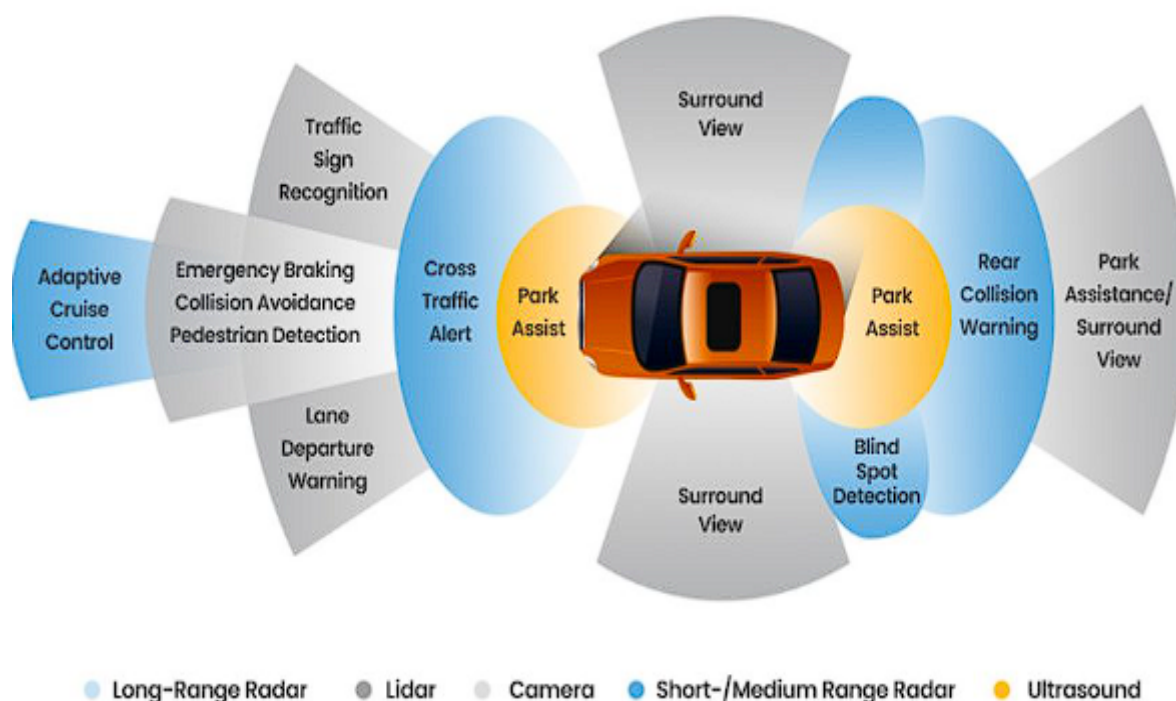 Surround
View
Traffic
Sign
Recognition
Adaptive
Cruise
Control
Emergency Braking
Collision Avoidance
Pedestrian Detection
Cross
Traffic
Alert
Park
Assist
Park
Assist
Rear
Collision
Warning
Park
Assistance/
Surround
View
Lane
Departure
Warning
Surround
View
Blind
Spot
Detection
Long-Range Radar
Lidar
Camera
Short-/Medium Range Radar
Ultrasound